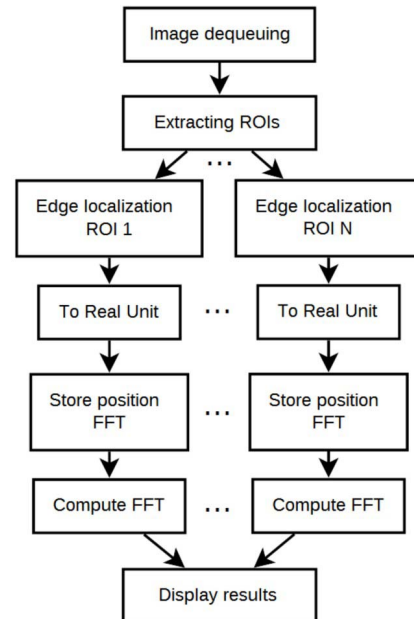 Image dequeuing
Extracting ROIs
...
Edge localization
ROI 1
Edge localization
ROI N
To Real Unit
...
To Real Unit
Store position
FFT
...
Store position
FFT
Compute FFT
...
Compute FFT
Display results